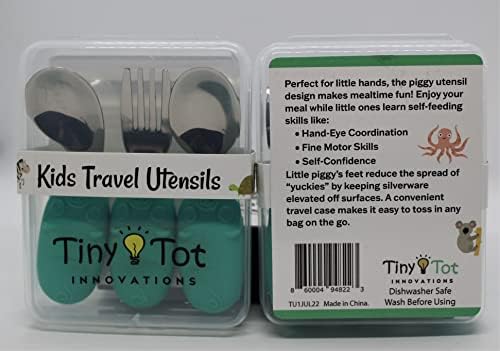 Kids Travel Utensils
Tiny Tot
INNOVATIONS
Perfect for little hands, the piggy utensil
design makes mealtime fun! Enjoy your
meal while little ones learn self-feeding
skills like:
• Hand-Eye Coordination
• Fine Motor Skills
• Self-Confidence
Little piggy's feet reduce the spread of
"yuckies" by keeping silverware
elevated off surfaces. A convenient
travel case makes it easy to toss in any
bag on the go.
8 60004 94822 3
TU1JUL22 Made in China.
Tiny Tot
INNOVATIONS
Dishwasher Safe
Wash Before Using